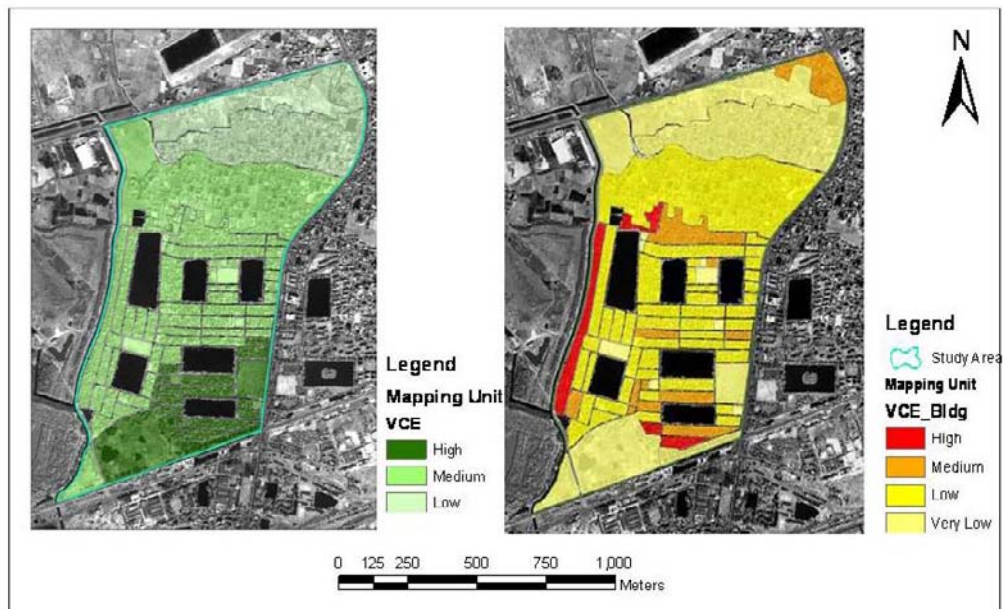 N
Legend
Mapping Unit
VCE
High
Medium
Low
Legend
Study Area
Mapping Unit
VCE_Bldg
High
Medium
Low
Very Low
0 125 250 500 750 1,000
Meters